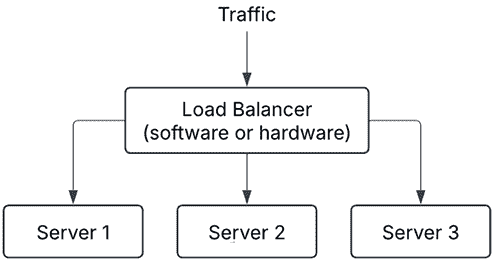 Traffic
Load Balancer
(software or hardware)
Server 1
Server 2
Server 3